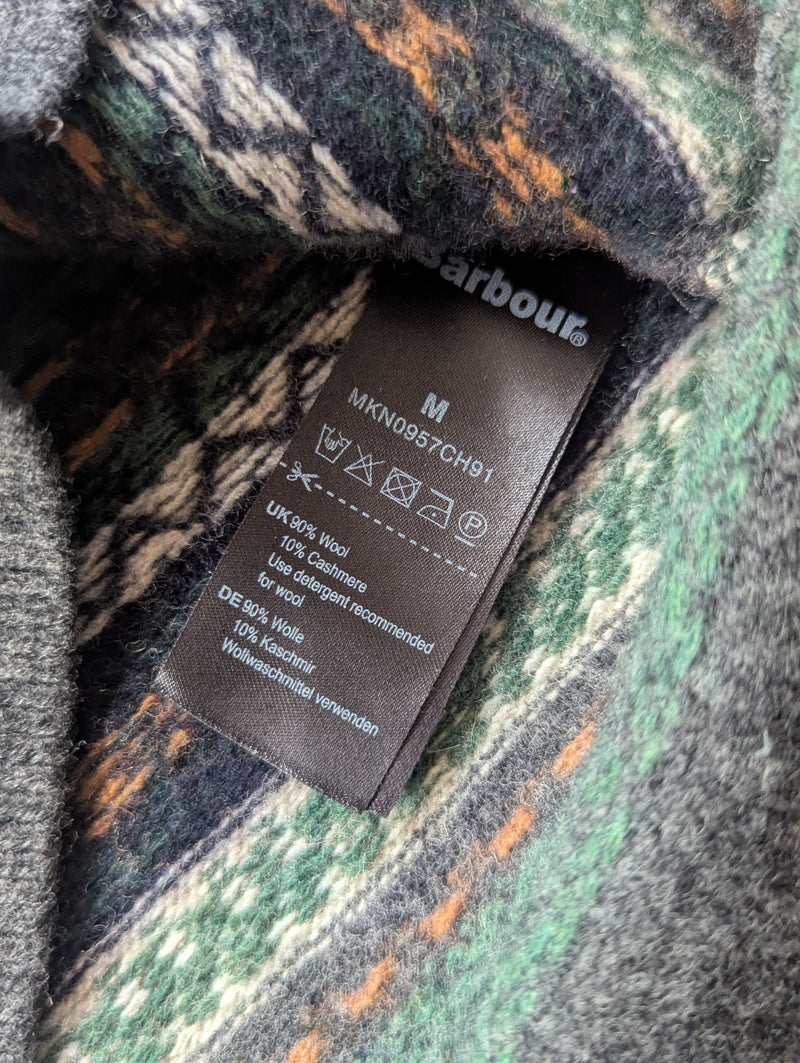 Barbour®
M
MKN0957CH91
P
UK 90% Wool
10% Cashmere
Use detergent recommended
for wool
DE 90% Wolle
10% Kaschmir
Wollwaschmittel verwenden